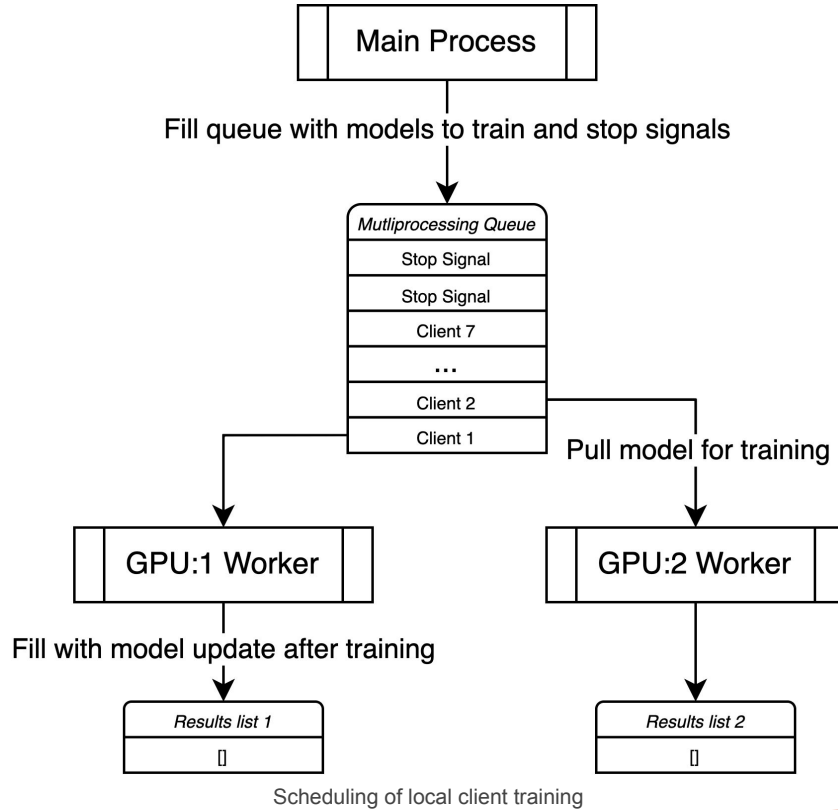 Main Process
Fill queue with models to train and stop signals
Mutliprocessing Queue
Stop Signal
Stop Signal
Client 7
...
Client 2
Client 1
Pull model for training
GPU:1 Worker
GPU:2 Worker
Fill with model update after training
Results list 1
[]
Results list 2
[]
Scheduling of local client training